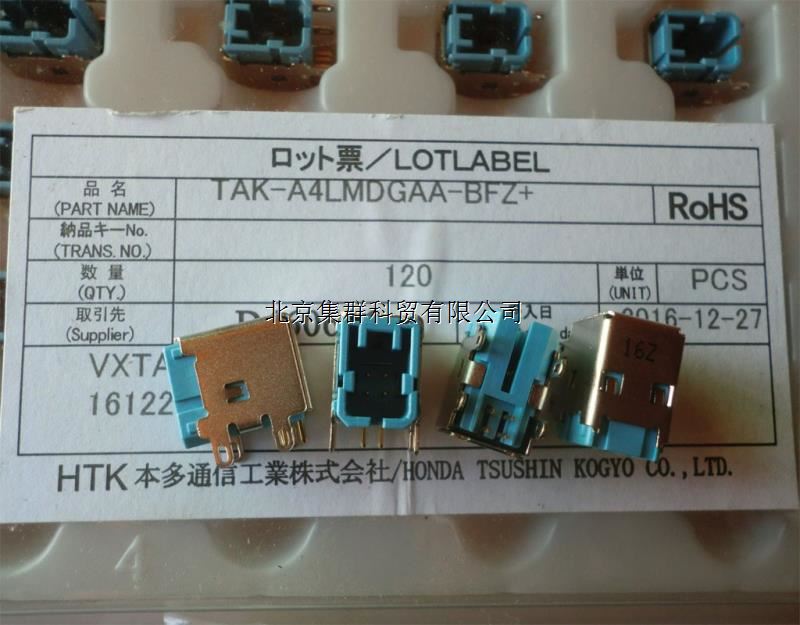 ロット票／LOTLABEL
品名 TAK-A4LMDGAA-BFZ+
(PART NAME)
RoHS
納品キーNo.
(TRANS.NO.)
数量 120 単位 PCS
(QTY.) (UNIT)
北京集群科贸有限公司
取引先 入日 2016-12-27
(Supplier)
VXTA
16122
16Z
HTK 本多通信工業株式会社/HONDA TSUSHIN KOGYO CO.,LTD.
4